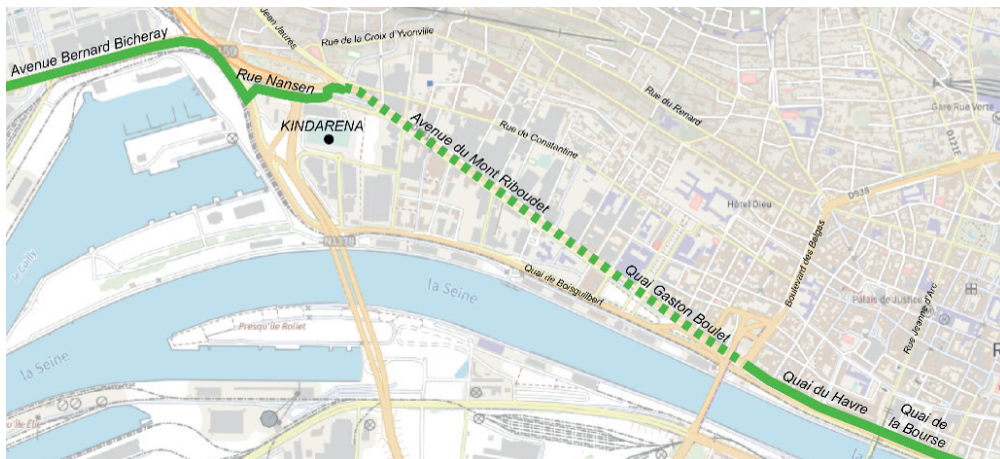 Avenue Bernard Bicheray
Jean Jaurès
Rue de la Croix d'Yvonville
Rue Nansen
KINDARENA
Rue du Renard
Gare Rue Verte
Rue de Constantine
Avenue du Mont Riboudet
D938
Hôtel Dieu
Boulevard des Belges
N1338
la Seine
Quai de Boisguilbert
Quai Gaston Boulet
Palais de Justice
Rue Jeanne d'Arc
Presqu'île Rollet
la Seine
Quai du Havre
Quai de
la Bourse